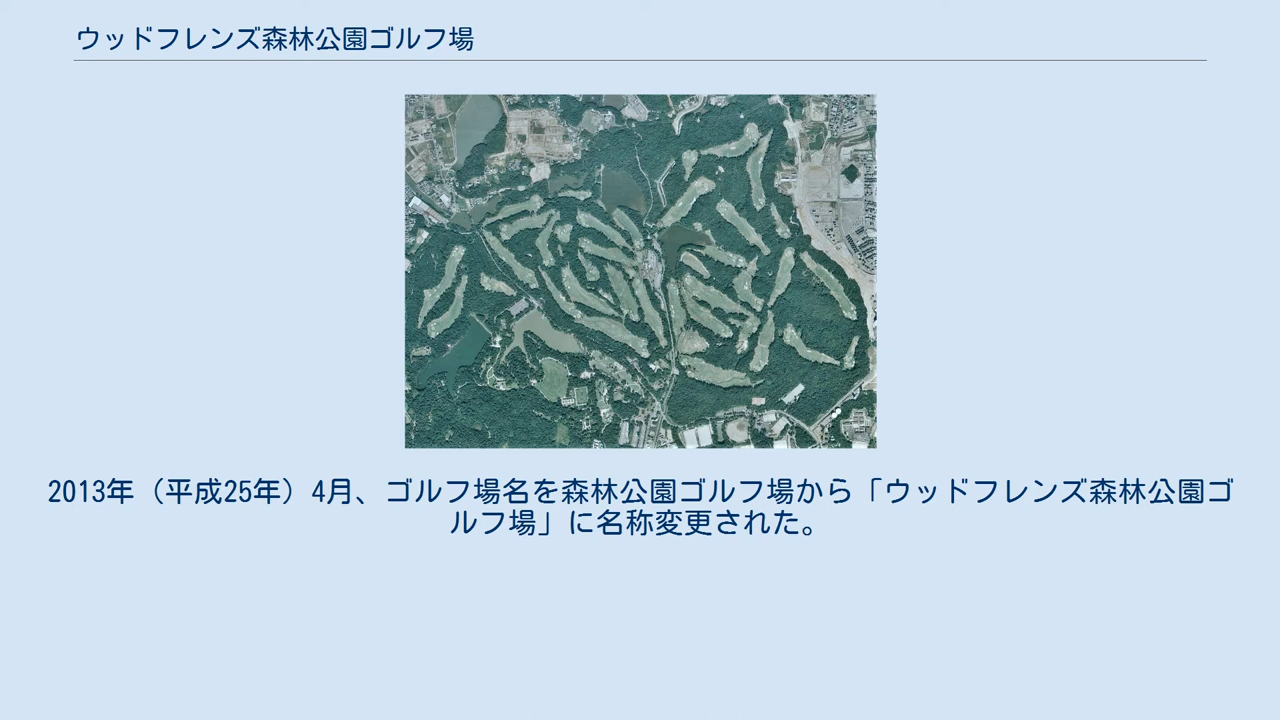 ウッドフレンズ森林公園ゴルフ場
2013年（平成25年）4月、ゴルフ場名を森林公園ゴルフ場から「ウッドフレンズ森林公園ゴ
ルフ場」に名称変更された。